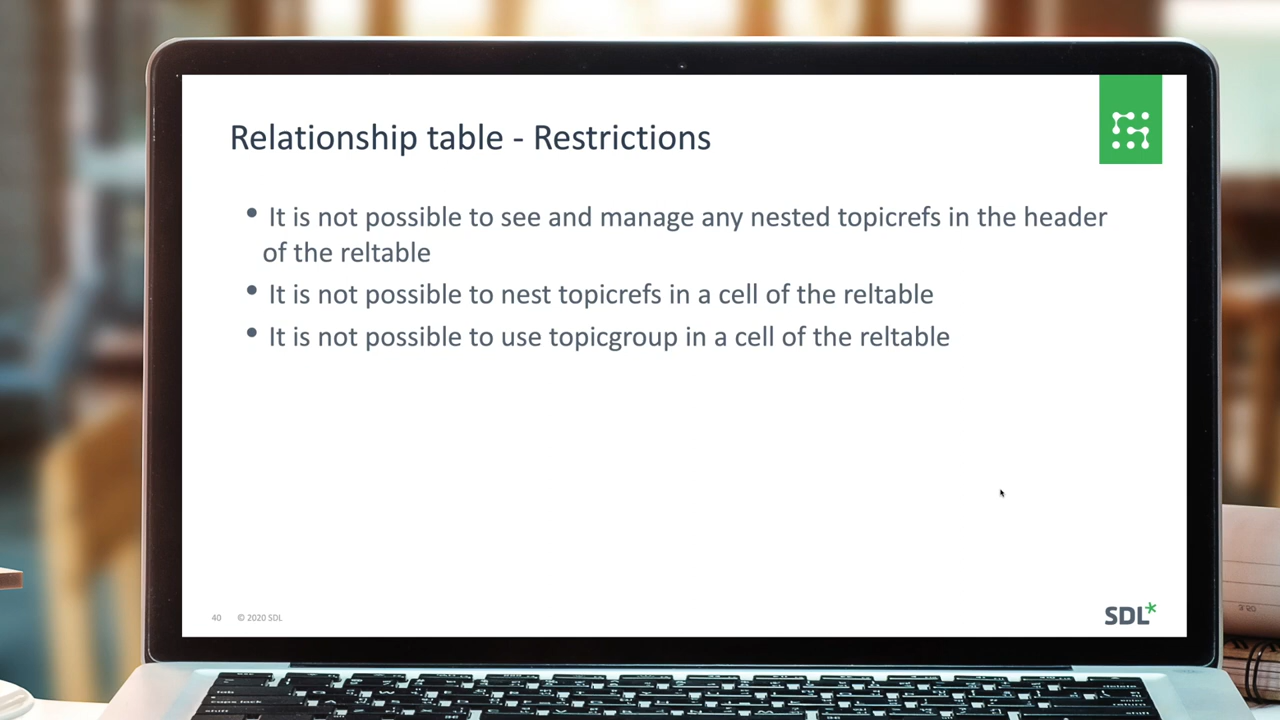 Relationship table - Restrictions
• It is not possible to see and manage any nested topicrefs in the header
of the reltable
• It is not possible to nest topicrefs in a cell of the reltable
• It is not possible to use topicgroup in a cell of the reltable
40 © 2020 SDL
SDL*